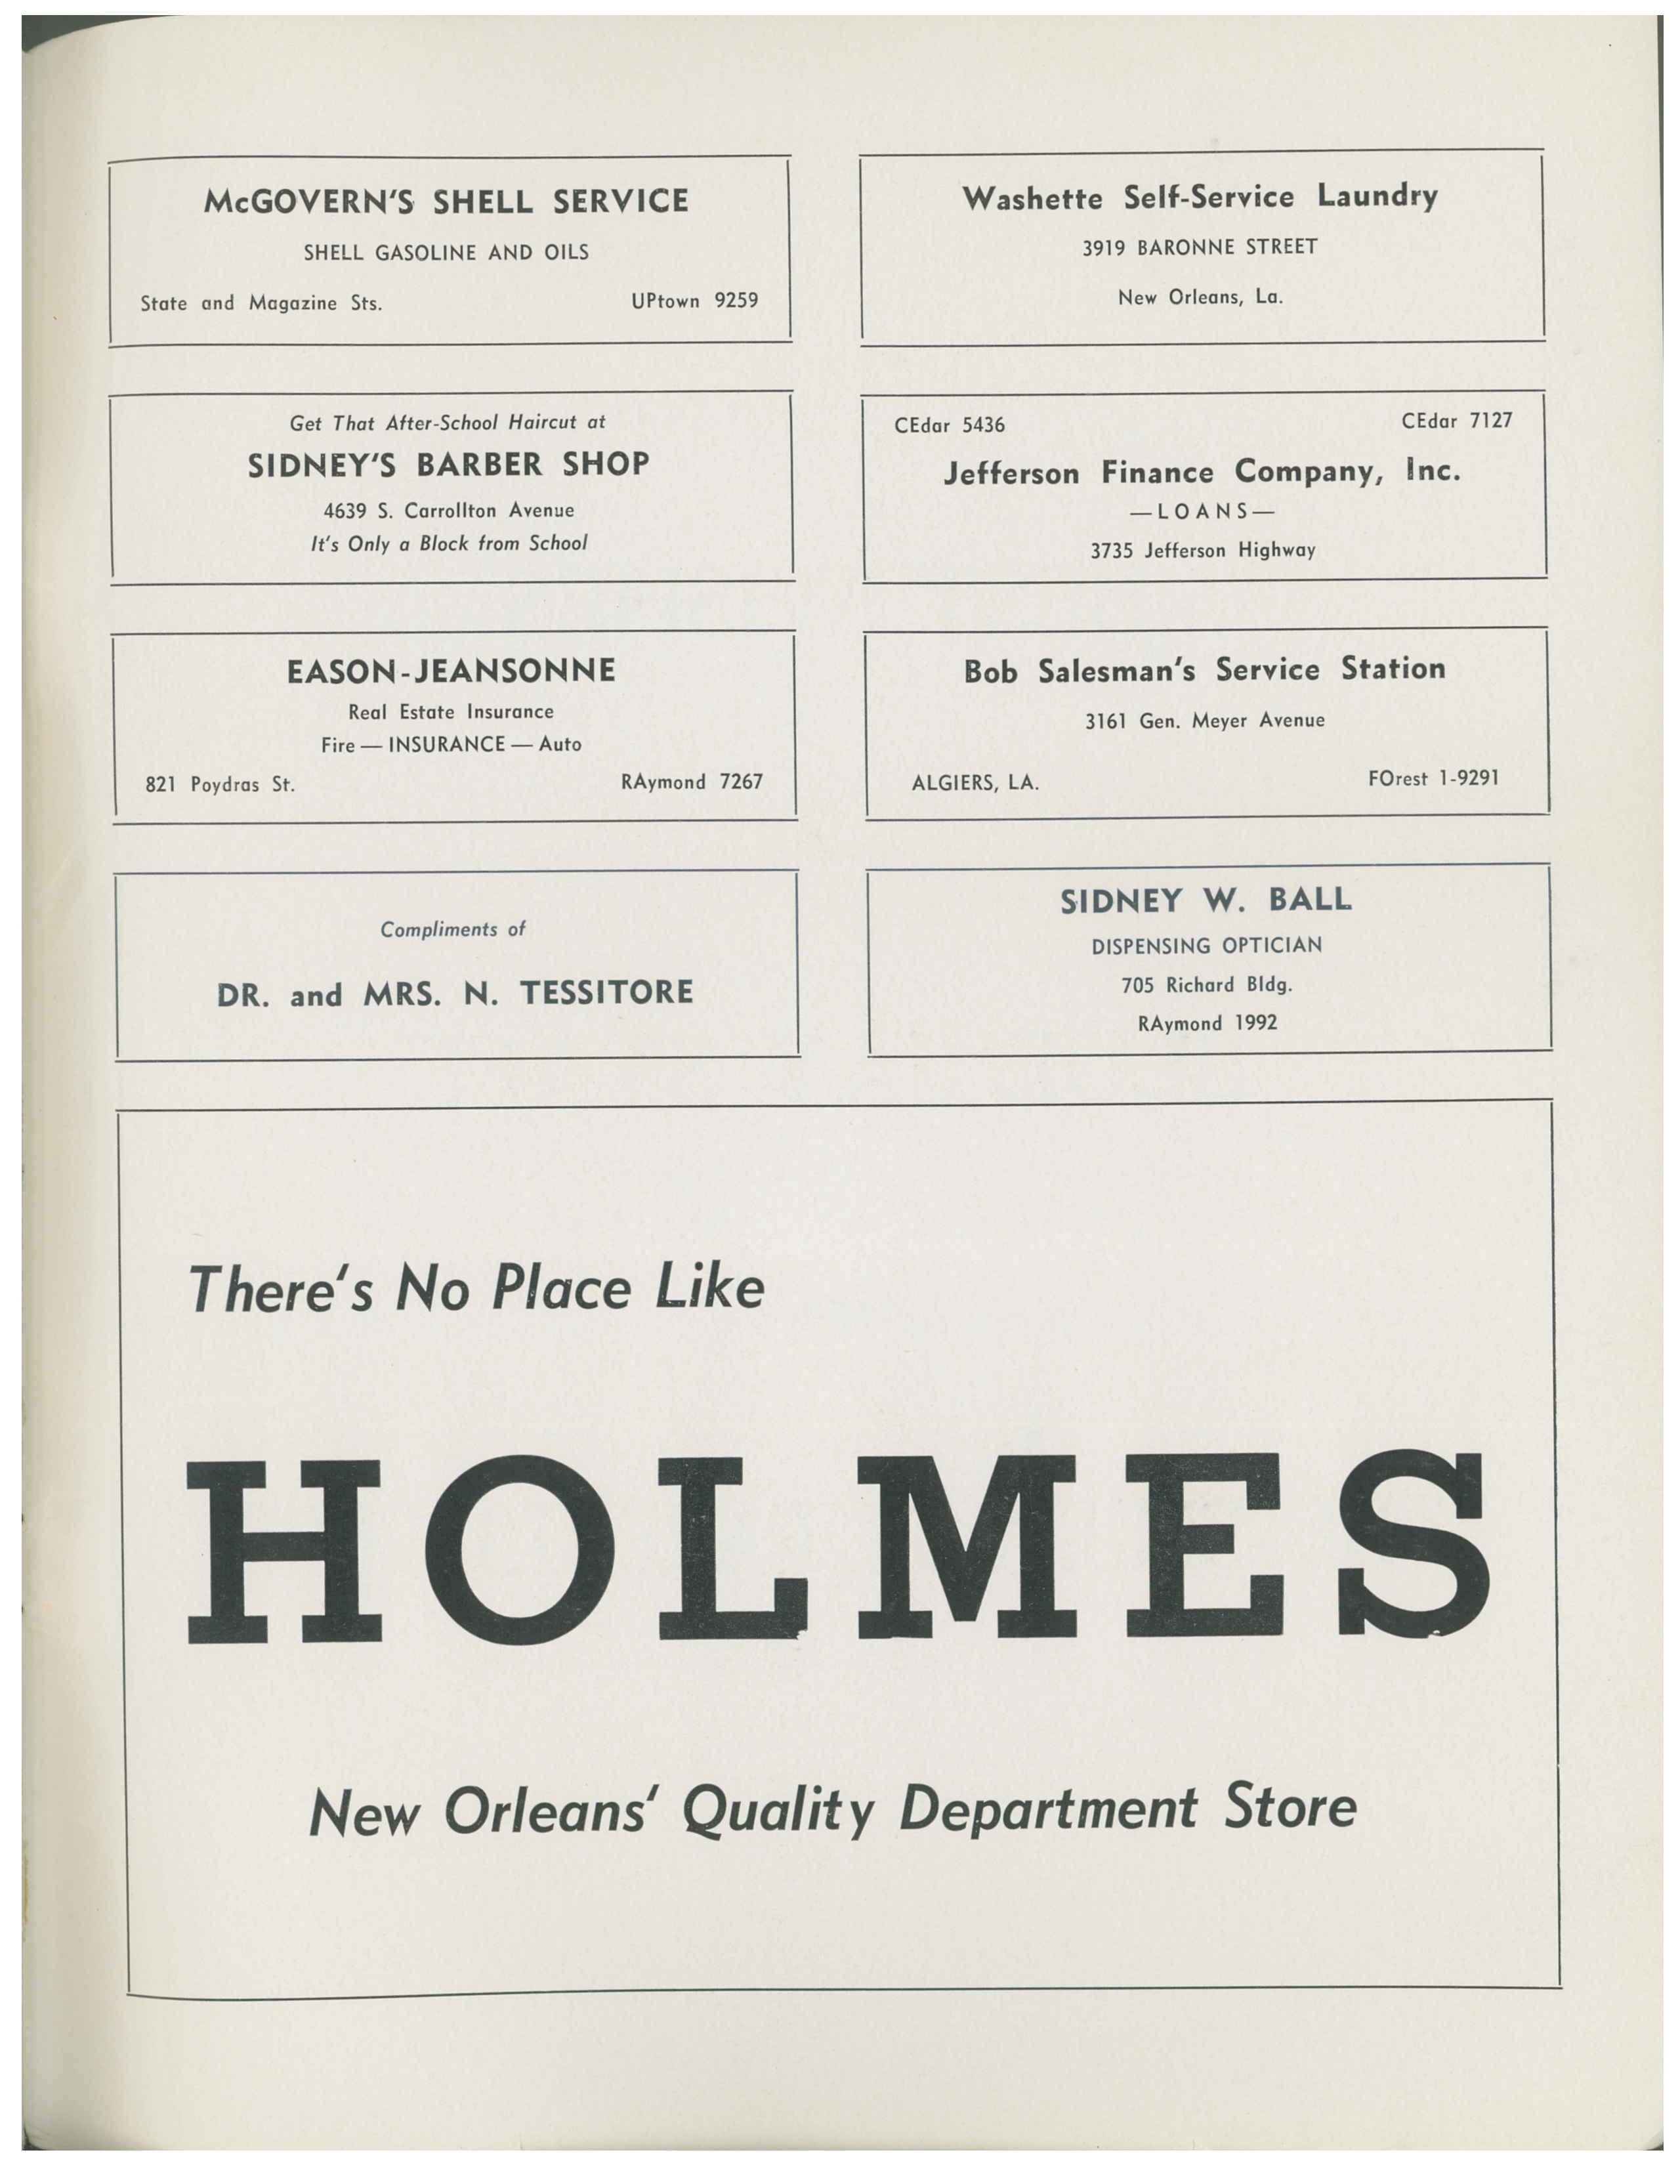 McGOVERN'S SHELL SERVICE
SHELL GASOLINE AND OILS
State and Magazine Sts. UPtown 9259
Washette Self-Service Laundry
3919 BARONNE STREET
New Orleans, La.
Get That After-School Haircut at
SIDNEY'S BARBER SHOP
4639 S. Carrollton Avenue
It's Only a Block from School
CEdar 5436 CEdar 7127
Jefferson Finance Company, Inc.
—LOANS—
3735 Jefferson Highway
EASON-JEANSONNE
Real Estate Insurance
Fire — INSURANCE — Auto
821 Poydras St. RAymond 7267
Bob Salesman's Service Station
3161 Gen. Meyer Avenue
ALGIERS, LA. FOrest 1-9291
Compliments of
DR. and MRS. N. TESSITORE
SIDNEY W. BALL
DISPENSING OPTICIAN
705 Richard Bldg.
RAymond 1992
There's No Place Like
HOLMES
New Orleans' Quality Department Store